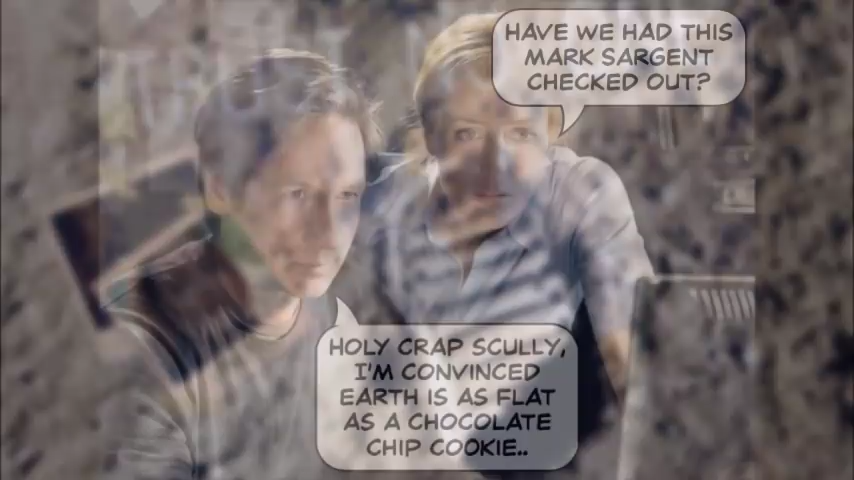 HAVE WE HAD THIS
MARK SARGENT
CHECKED OUT?
HOLY CRAP SCULLY,
I'M CONVINCED
EARTH IS AS FLAT
AS A CHOCOLATE
CHIP COOKIE..